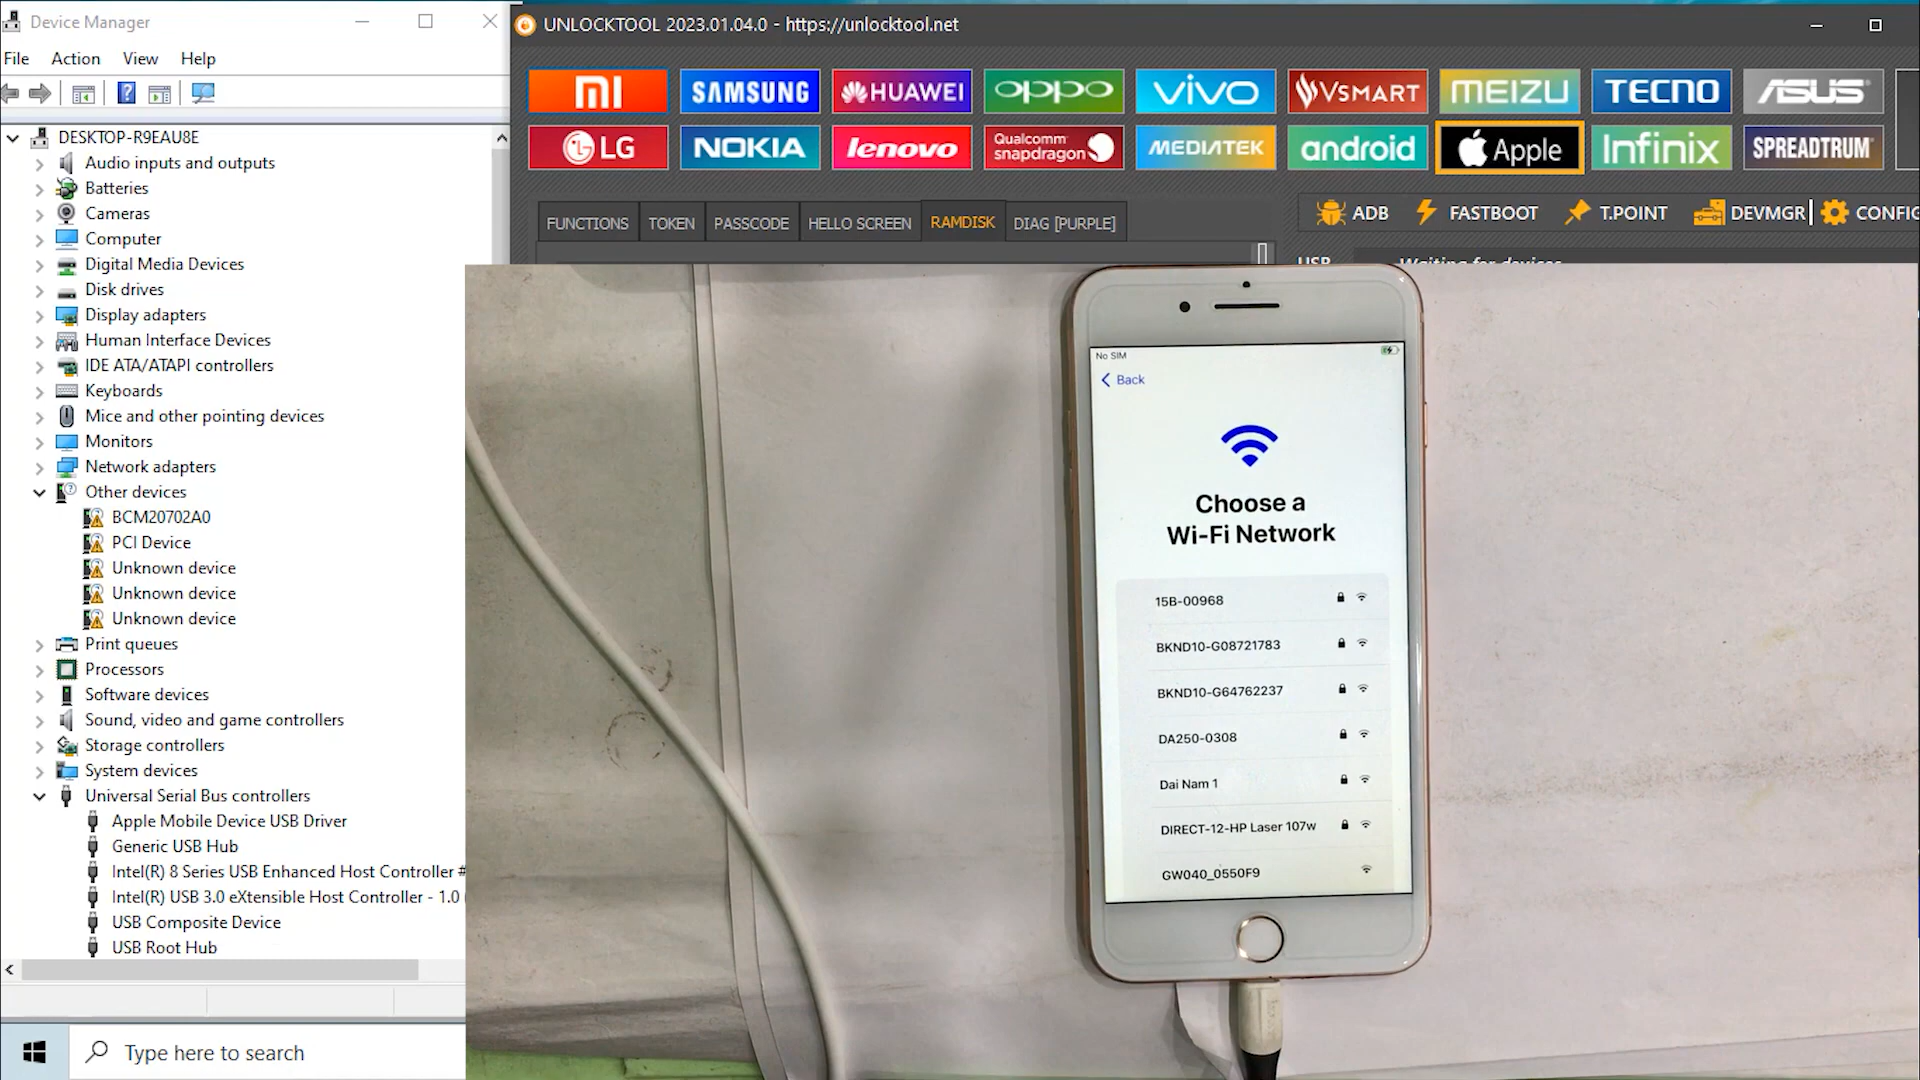 Device Manager
File Action View Help
DESKTOP-R9EAU8E
Audio inputs and outputs
Batteries
Cameras
Computer
Digital Media Devices
Disk drives
Display adapters
Human Interface Devices
IDE ATA/ATAPI controllers
Keyboards
Mice and other pointing devices
Monitors
Network adapters
Other devices
BCM20702A0
PCI Device
Unknown device
Unknown device
Unknown device
Print queues
Processors
Software devices
Sound, video and game controllers
Storage controllers
System devices
Universal Serial Bus controllers
Apple Mobile Device USB Driver
Generic USB Hub
Intel(R) 8 Series USB Enhanced Host Controller #
Intel(R) USB 3.0 eXtensible Host Controller - 1.0
USB Composite Device
USB Root Hub
Type here to search
UNLOCKTOOL 2023.01.04.0 - https://unlocktool.net
MI SAMSUNG HUAWEI oppo vivo VSMART MEIZU TECNO ASUS
LG NOKIA lenovo Qualcomm snapdragon MEDIATEK android Apple Infinix SPREADTRUM
FUNCTIONS TOKEN PASSCODE HELLO SCREEN RAMDISK DIAG [PURPLE]
ADB FASTBOOT T.POINT DEVMGR CONFIG
USB Waiting for devices
No SIM
Back
Choose a
Wi-Fi Network
15B-00968
BKND10-G08721783
BKND10-G64762237
DA250-0308
Dai Nam 1
DIRECT-12-HP Laser 107w
GW040_0550F9